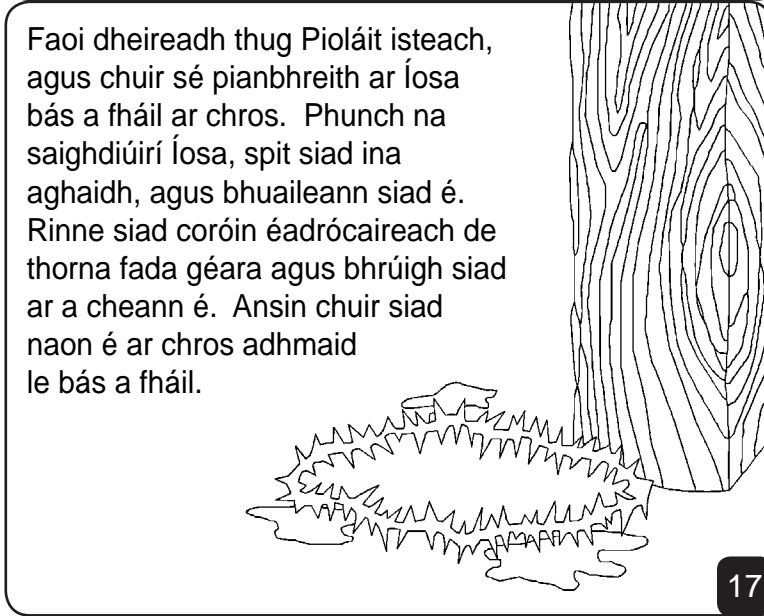 Faoi dheireadh thug Pioláit isteach,
agus chuir sé pianbhreith ar Íosa
bás a fháil ar chros.  Phunch na
saighdiúirí Íosa, spit siad ina
aghaidh, agus bhuaileann siad é.
Rinne siad coróin éadrócaireach de
thorna fada géara agus bhrúigh siad
ar a cheann é.  Ansin chuir siad
naon é ar chros adhmaid
le bás a fháil.
17